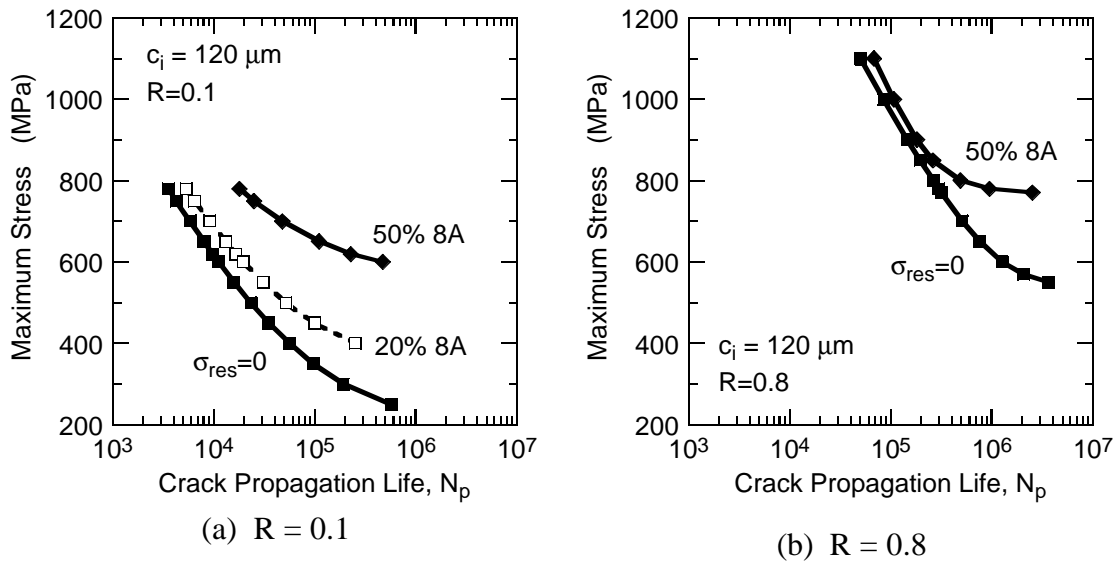 1200
1000
800
600
400
200
Maximum Stress (MPa)
c_i = 120 μm
R=0.1
50% 8A
20% 8A
σ_res=0
10^3 10^4 10^5 10^6 10^7
Crack Propagation Life, N_p
(a) R = 0.1
1200
1000
800
600
400
200
Maximum Stress (MPa)
50% 8A
σ_res=0
c_i = 120 μm
R=0.8
10^3 10^4 10^5 10^6 10^7
Crack Propagation Life, N_p
(b) R = 0.8